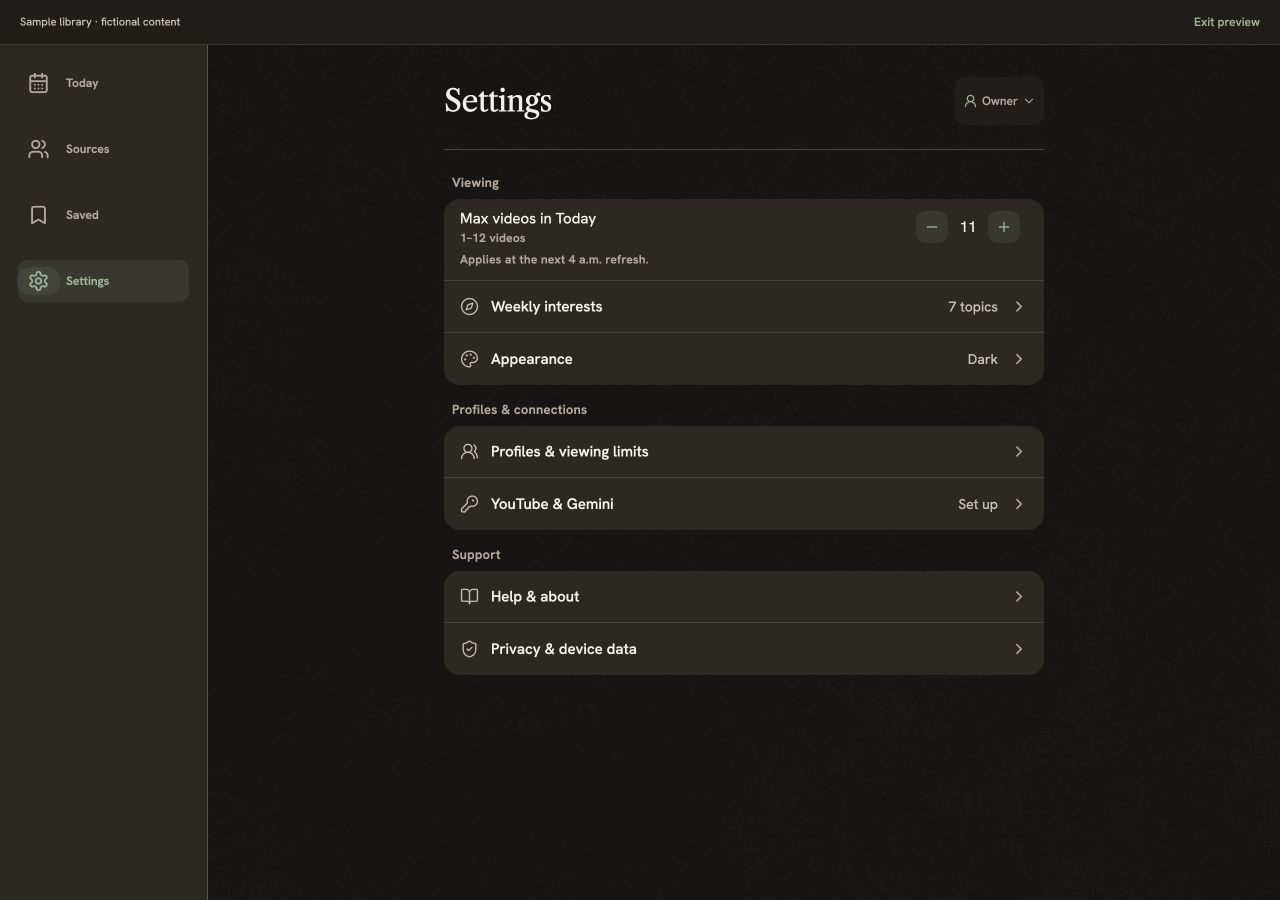 Sample library · fictional content
Exit preview
Today
Sources
Saved
Settings
Settings
Owner
Viewing
Max videos in Today
1–12 videos
Applies at the next 4 a.m. refresh.
− 11 +
Weekly interests
7 topics
Appearance
Dark
Profiles & connections
Profiles & viewing limits
YouTube & Gemini
Set up
Support
Help & about
Privacy & device data